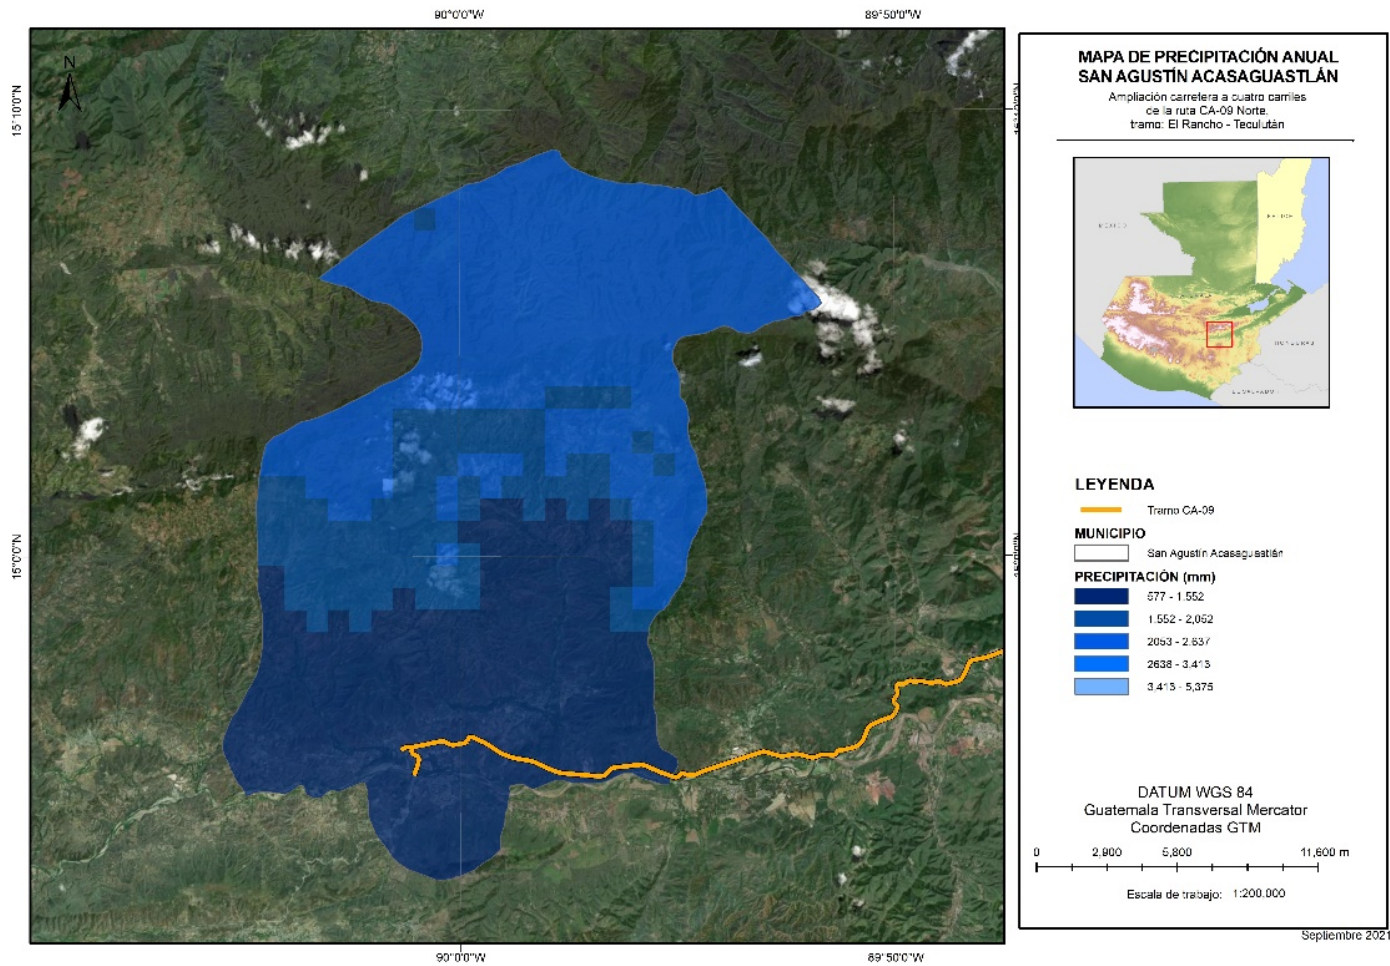 90°0'0"W
89°50'0"W
N
15°10'0"N
15°0'0"N
90°0'0"W
89°50'0"W
MAPA DE PRECIPITACIÓN ANUAL
SAN AGUSTÍN ACASAGUASTLÁN
Ampliación carretera a cuatro carriles
de la ruta CA-09 Norte,
tramo: El Rancho - Teculután
MÉXICO
HONDURAS
EL SALVADOR
LEYENDA
Tramo CA-09
MUNICIPIO
San Agustín Acasaguastlán
PRECIPITACIÓN (mm)
577 - 1.552
1.552 - 2,052
2053 - 2.637
2638 - 3.413
3.413 - 5,375
DATUM WGS 84
Guatemala Transversal Mercator
Coordenadas GTM
0 2,900 5,800 11,600 m
Escala de trabajo: 1:200.000
Septiembre 2021